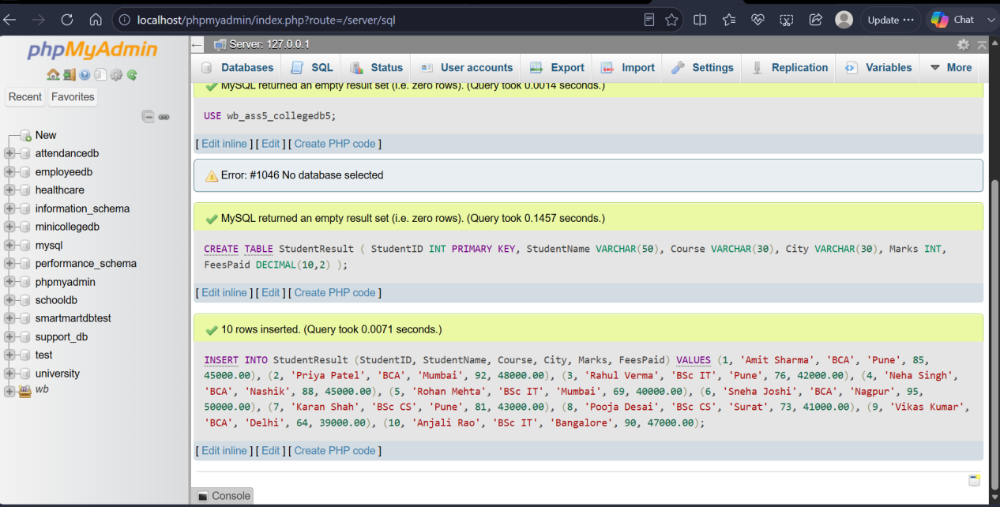 localhost/phpmyadmin/index.php?route=/server/sql
Update
Chat
phpMyAdmin
Recent
Favorites
New
attendancedb
employeedb
healthcare
information_schema
minicollegedb
mysql
performance_schema
phpmyadmin
schooldb
smartmartdbtest
support_db
test
university
wb
Server: 127.0.0.1
Databases
SQL
Status
User accounts
Export
Import
Settings
Replication
Variables
More
MySQL returned an empty result set (i.e. zero rows). (Query took 0.0014 seconds.)
USE wb_ass5_collegedb5;
[ Edit inline ] [ Edit ] [ Create PHP code ]
Error: #1046 No database selected
MySQL returned an empty result set (i.e. zero rows). (Query took 0.1457 seconds.)
CREATE TABLE StudentResult ( StudentID INT PRIMARY KEY, StudentName VARCHAR(50), Course VARCHAR(30), City VARCHAR(30), Marks INT,
FeesPaid DECIMAL(10,2) );
[ Edit inline ] [ Edit ] [ Create PHP code ]
10 rows inserted. (Query took 0.0071 seconds.)
INSERT INTO StudentResult (StudentID, StudentName, Course, City, Marks, FeesPaid) VALUES (1, 'Amit Sharma', 'BCA', 'Pune', 85,
45000.00), (2, 'Priya Patel', 'BCA', 'Mumbai', 92, 48000.00), (3, 'Rahul Verma', 'BSc IT', 'Pune', 76, 42000.00), (4, 'Neha Singh',
'BCA', 'Nashik', 88, 45000.00), (5, 'Rohan Mehta', 'BSc IT', 'Mumbai', 69, 40000.00), (6, 'Sneha Joshi', 'BCA', 'Nagpur', 95,
50000.00), (7, 'Karan Shah', 'BSc CS', 'Pune', 81, 43000.00), (8, 'Pooja Desai', 'BSc CS', 'Surat', 73, 41000.00), (9, 'Vikas Kumar',
'BCA', 'Delhi', 64, 39000.00), (10, 'Anjali Rao', 'BSc IT', 'Bangalore', 90, 47000.00);
[ Edit inline ] [ Edit ] [ Create PHP code ]
Console